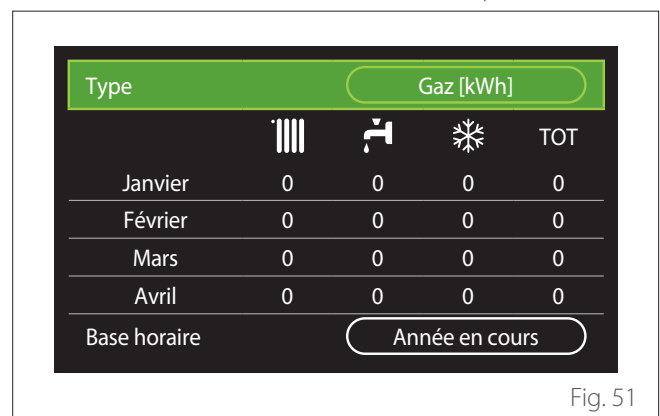 Type Gaz [kWh]
TOT
Janvier 0 0 0 0
Février 0 0 0 0
Mars 0 0 0 0
Avril 0 0 0 0
Base horaire Année en cours
Fig. 51